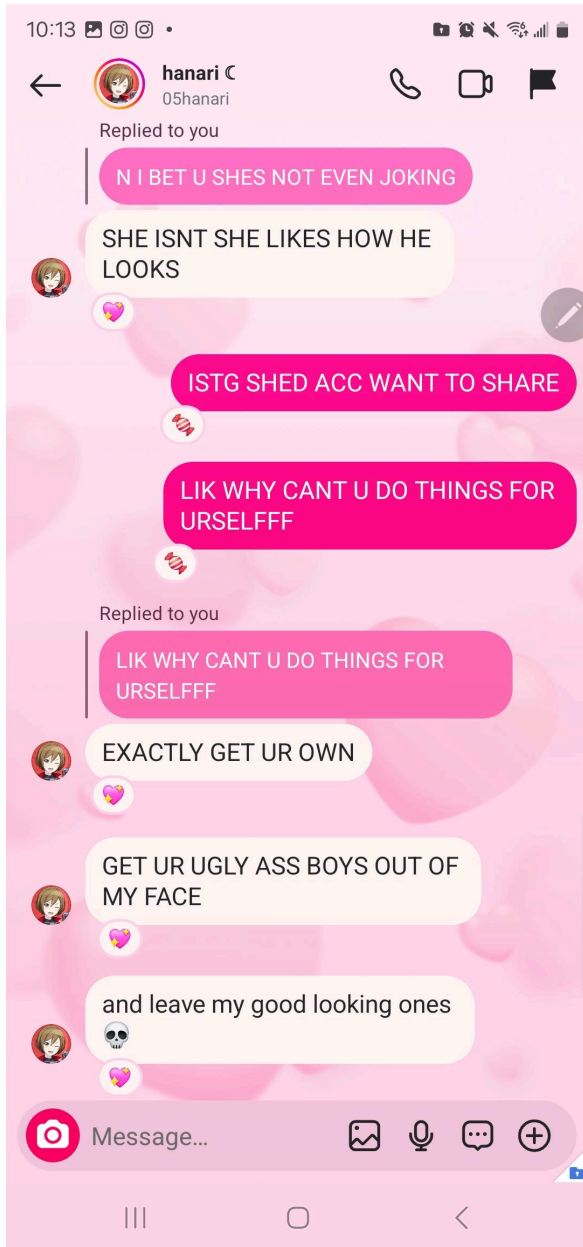 10:13
hanari ☾
05hanari
Replied to you
N I BET U SHES NOT EVEN JOKING
SHE ISNT SHE LIKES HOW HE
LOOKS
ISTG SHED ACC WANT TO SHARE
LIK WHY CANT U DO THINGS FOR
URSELFFF
Replied to you
LIK WHY CANT U DO THINGS FOR
URSELFFF
EXACTLY GET UR OWN
GET UR UGLY ASS BOYS OUT OF
MY FACE
and leave my good looking ones
💀
Message...